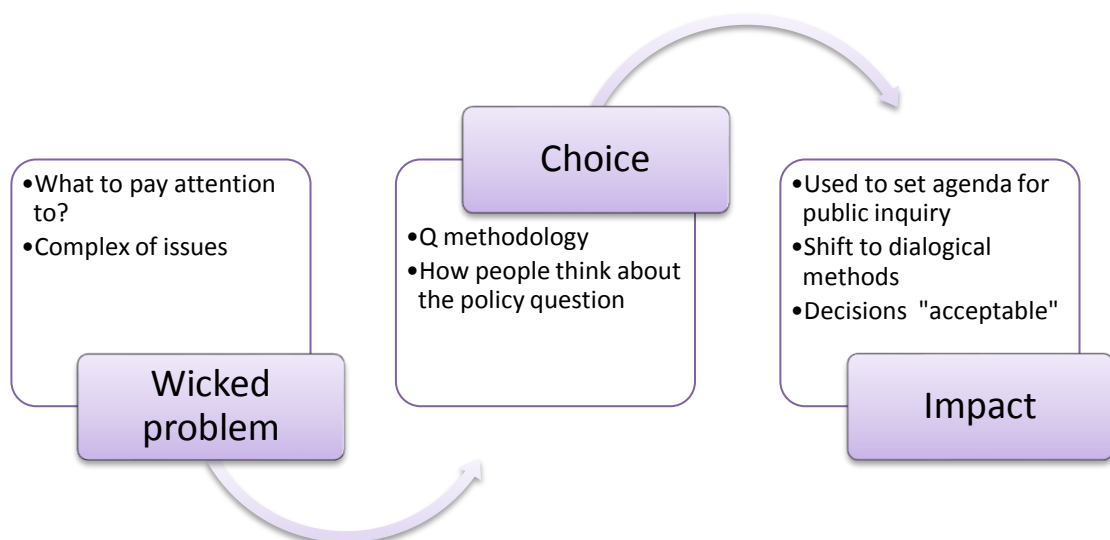 •What to pay attention
to?
•Complex of issues
Wicked
problem
Choice
•Q methodology
•How people think about
the policy question
•Used to set agenda for
public inquiry
•Shift to dialogical
methods
•Decisions "acceptable"
Impact